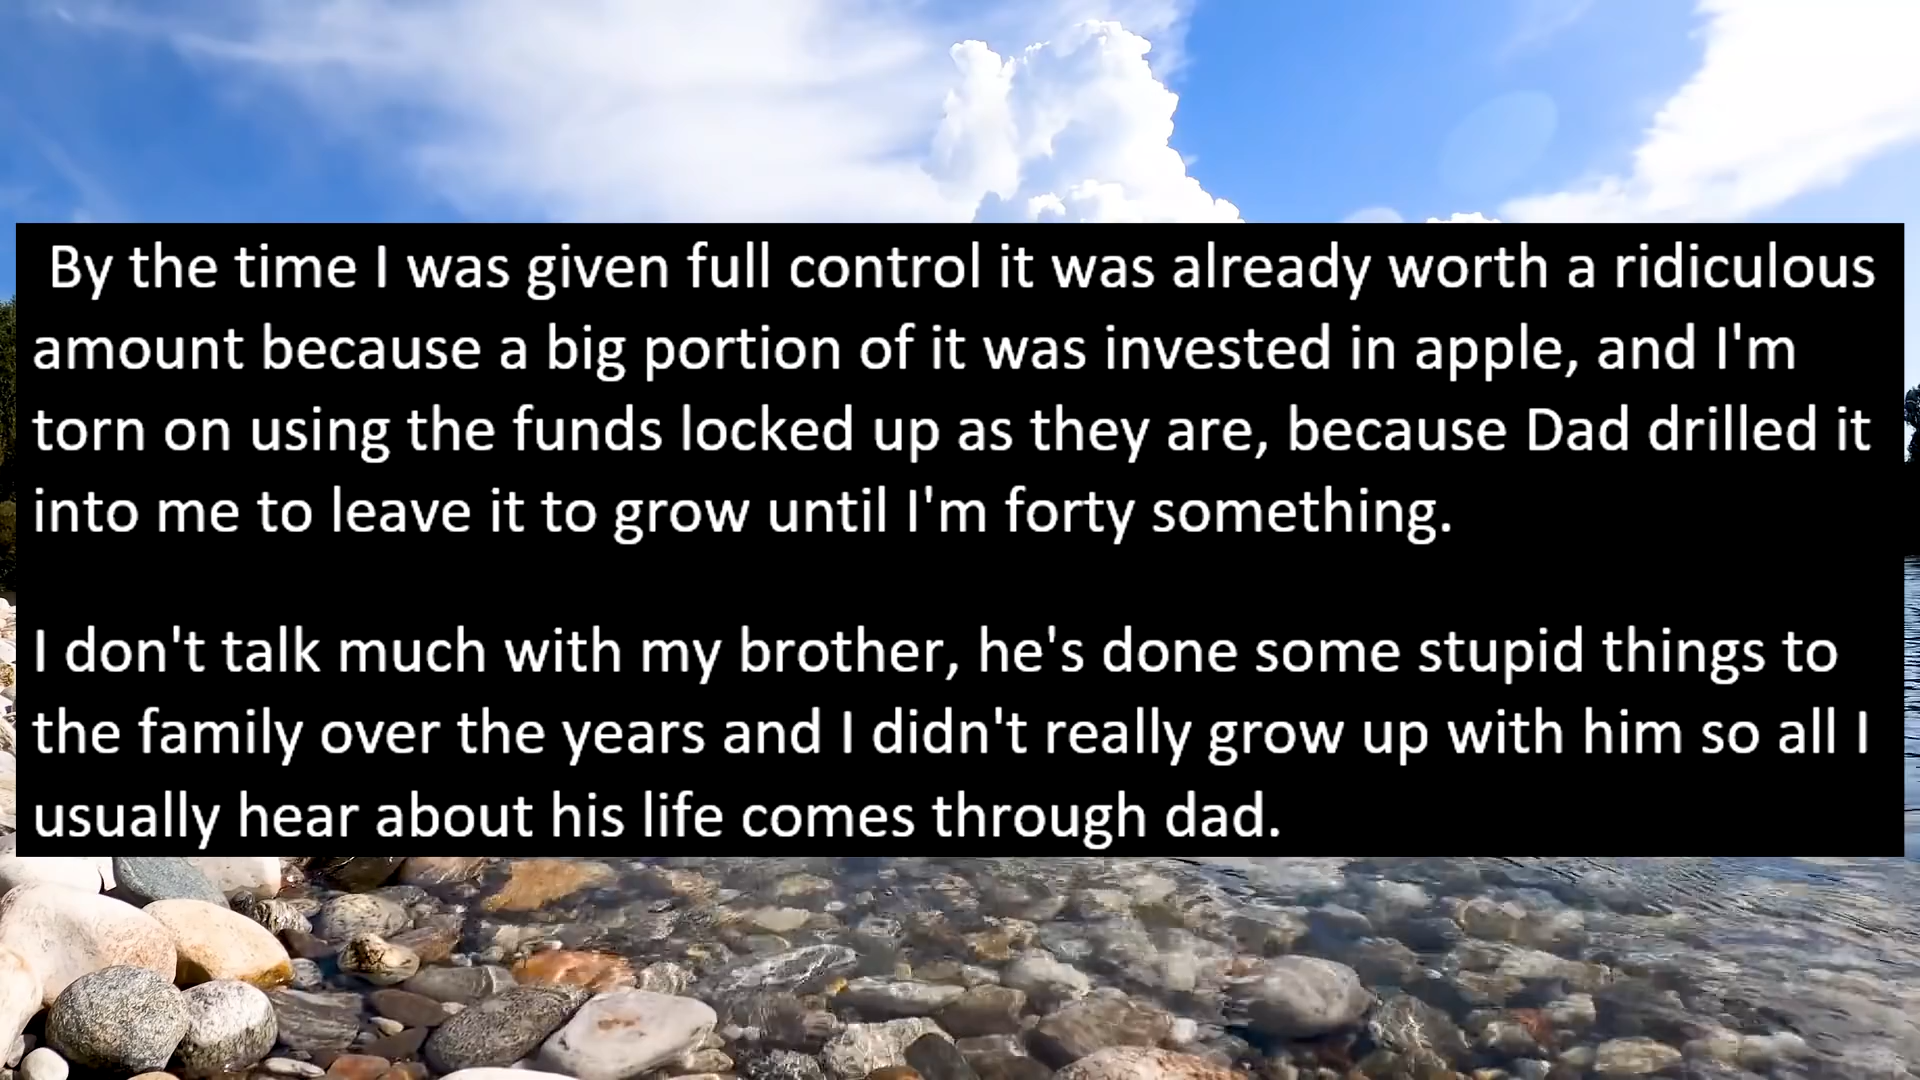 By the time I was given full control it was already worth a ridiculous
amount because a big portion of it was invested in apple, and I'm
torn on using the funds locked up as they are, because Dad drilled it
into me to leave it to grow until I'm forty something.
I don't talk much with my brother, he's done some stupid things to
the family over the years and I didn't really grow up with him so all I
usually hear about his life comes through dad.